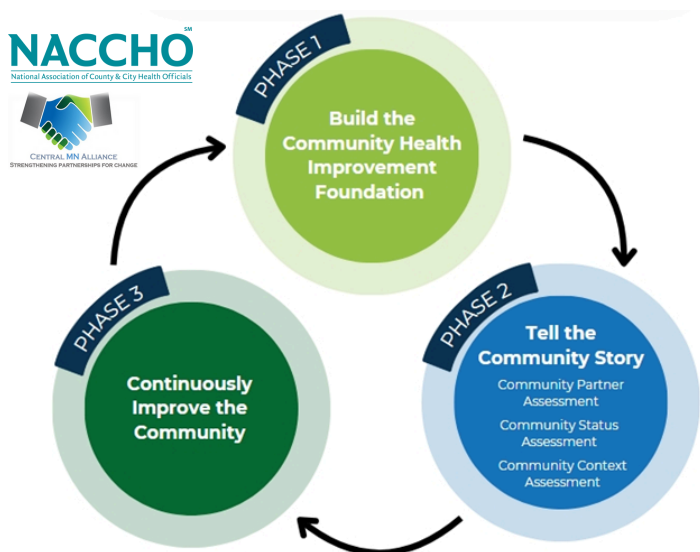 NACCHO℠
National Association of County & City Health Officials
CENTRAL MN ALLIANCE
STRENGTHENING PARTNERSHIPS FOR CHANGE
PHASE 1
Build the
Community Health
Improvement
Foundation
PHASE 2
Tell the
Community Story
Community Partner
Assessment
Community Status
Assessment
Community Context
Assessment
PHASE 3
Continuously
Improve the
Community